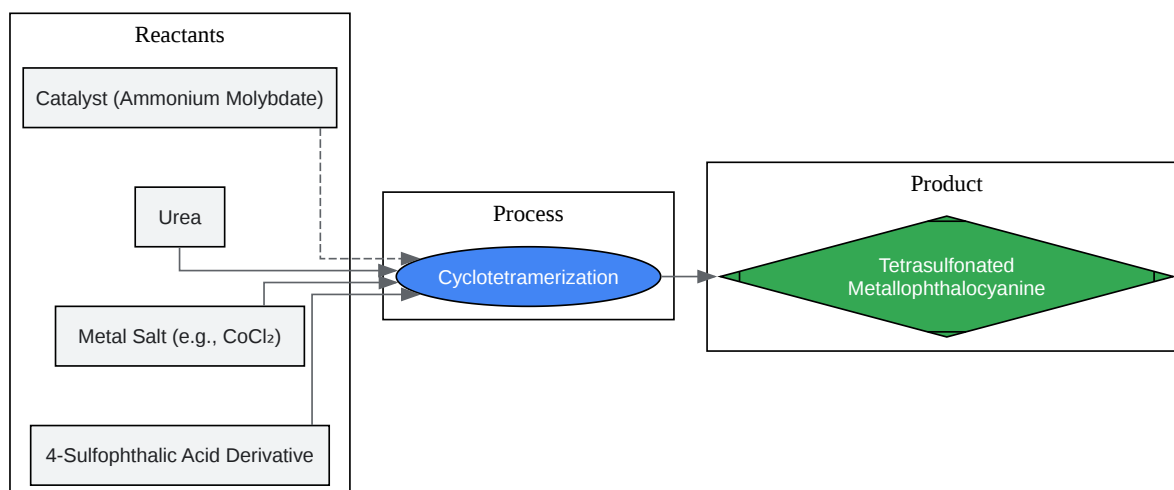 Reactants
Catalyst (Ammonium Molybdate)
Urea
Metal Salt (e.g., CoCl₂)
4-Sulfophthalic Acid Derivative
Process
Cyclotetramerization
Product
Tetrasulfonated
Metallophthalocyanine